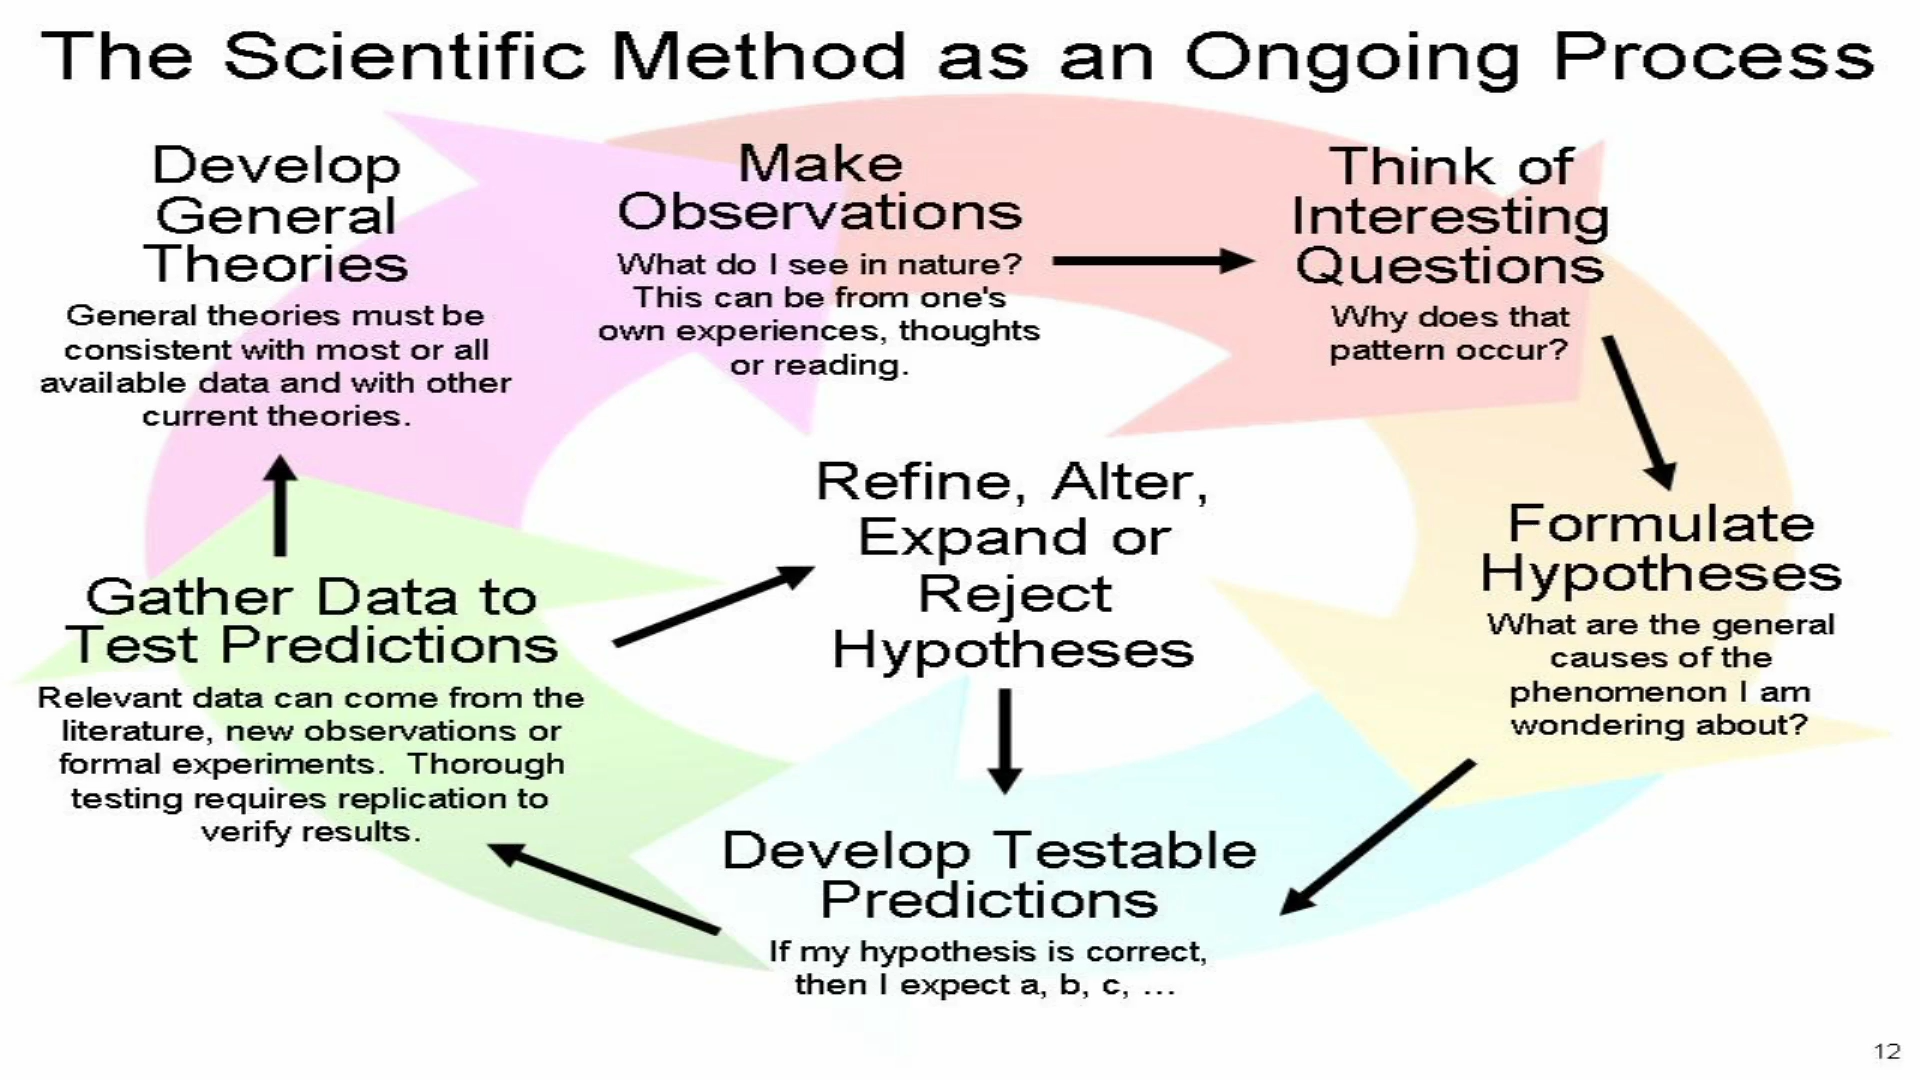 The Scientific Method as an Ongoing Process
Develop
General
Theories
General theories must be
consistent with most or all
available data and with other
current theories.
Make
Observations
What do I see in nature?
This can be from one's
own experiences, thoughts
or reading.
Think of
Interesting
Questions
Why does that
pattern occur?
Refine, Alter,
Expand or
Reject
Hypotheses
Formulate
Hypotheses
What are the general
causes of the
phenomenon I am
wondering about?
Gather Data to
Test Predictions
Relevant data can come from the
literature, new observations or
formal experiments. Thorough
testing requires replication to
verify results.
Develop Testable
Predictions
If my hypothesis is correct,
then I expect a, b, c, ...
12